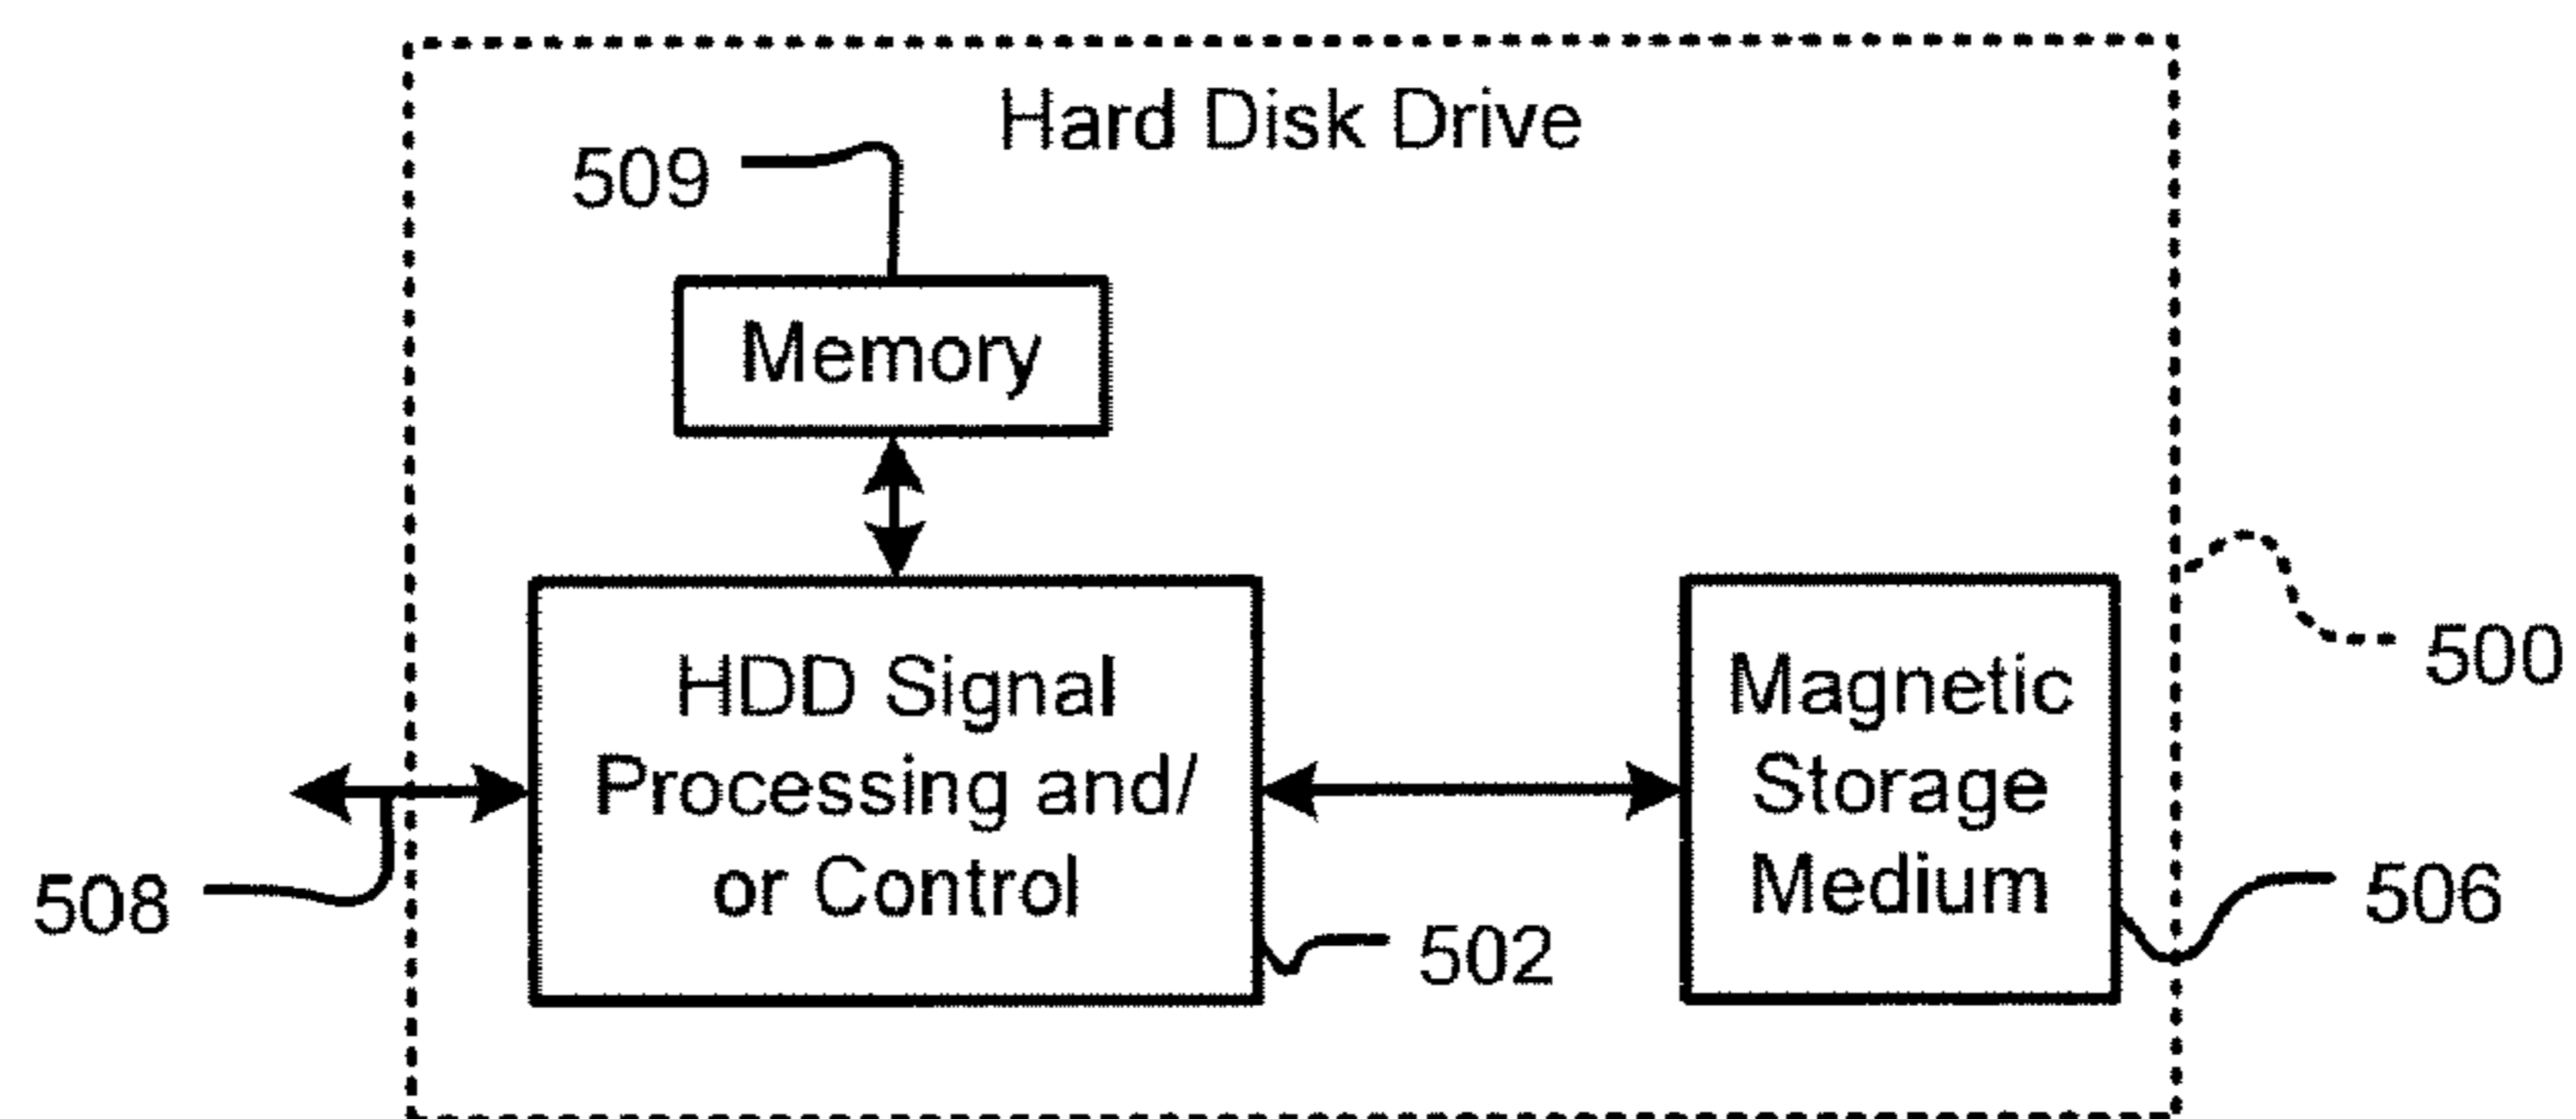 Hard Disk Drive
509
Memory
HDD Signal
Processing and/
or Control
Magnetic
Storage
Medium
500
508
502
506